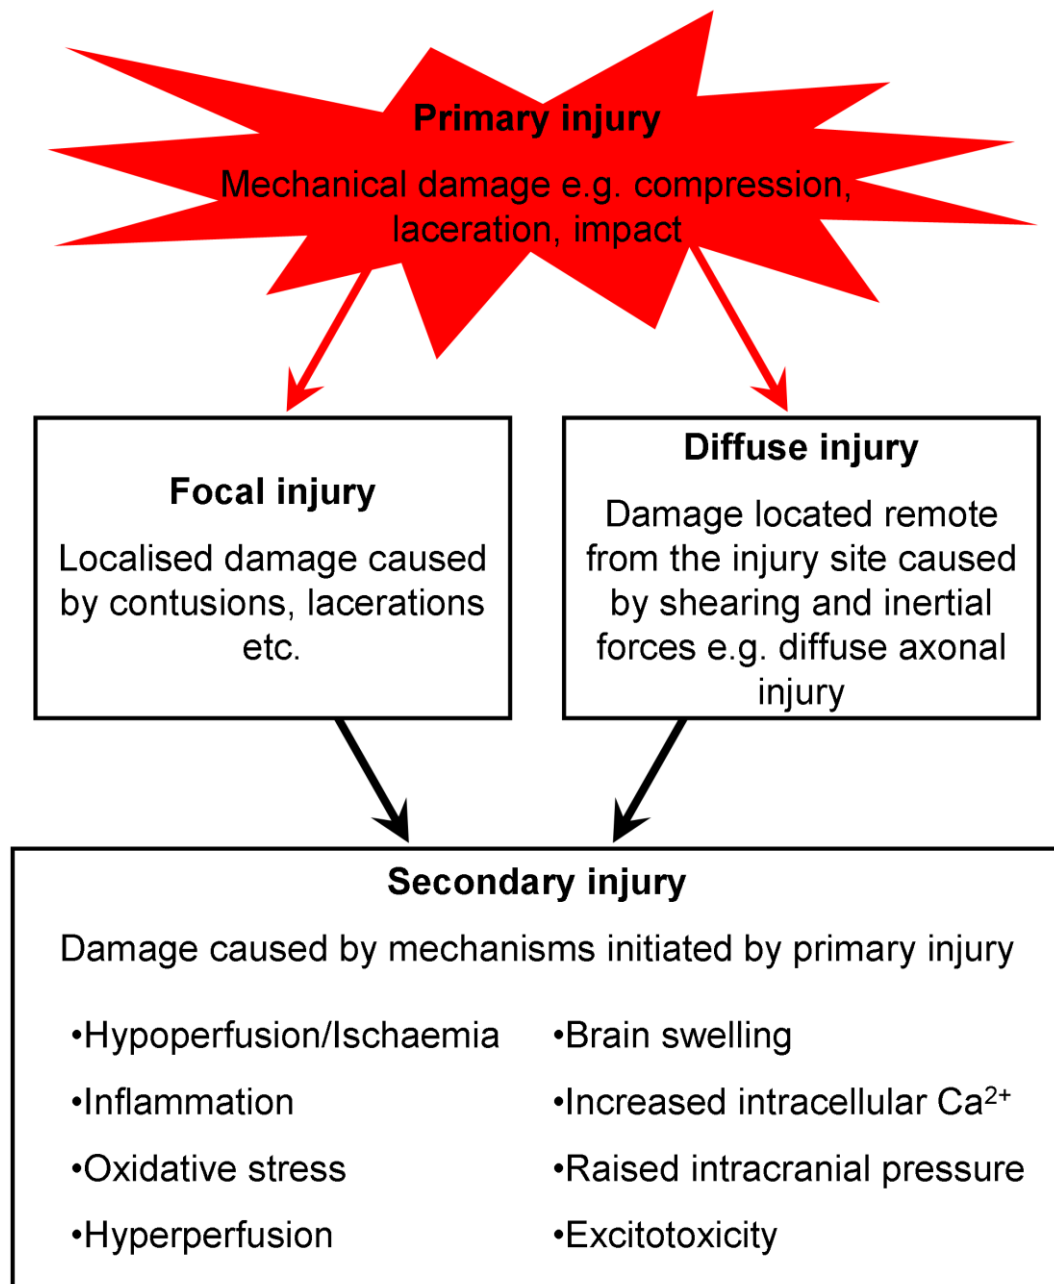 Primary injury
Mechanical damage e.g. compression,
laceration, impact
Focal injury
Localised damage caused
by contusions, lacerations
etc.
Diffuse injury
Damage located remote
from the injury site caused
by shearing and inertial
forces e.g. diffuse axonal
injury
Secondary injury
Damage caused by mechanisms initiated by primary injury
•Hypoperfusion/Ischaemia
•Inflammation
•Oxidative stress
•Hyperperfusion
•Brain swelling
•Increased intracellular Ca²⁺
•Raised intracranial pressure
•Excitotoxicity